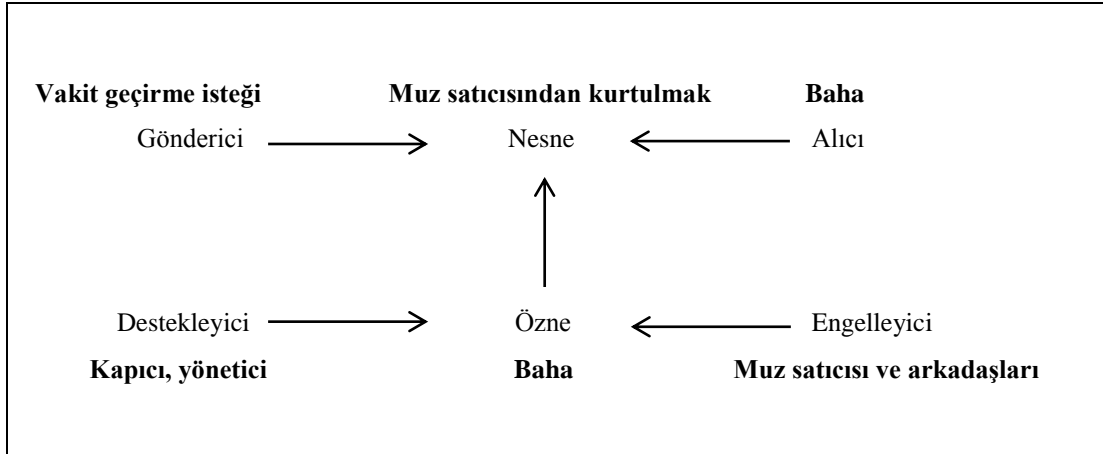 Vakit geçirme isteği Muz satıcısından kurtulmak Baha
Gönderici Nesne Alıcı
Destekleyici Özne Engelleyici
Kapıcı, yönetici Baha Muz satıcısı ve arkadaşları